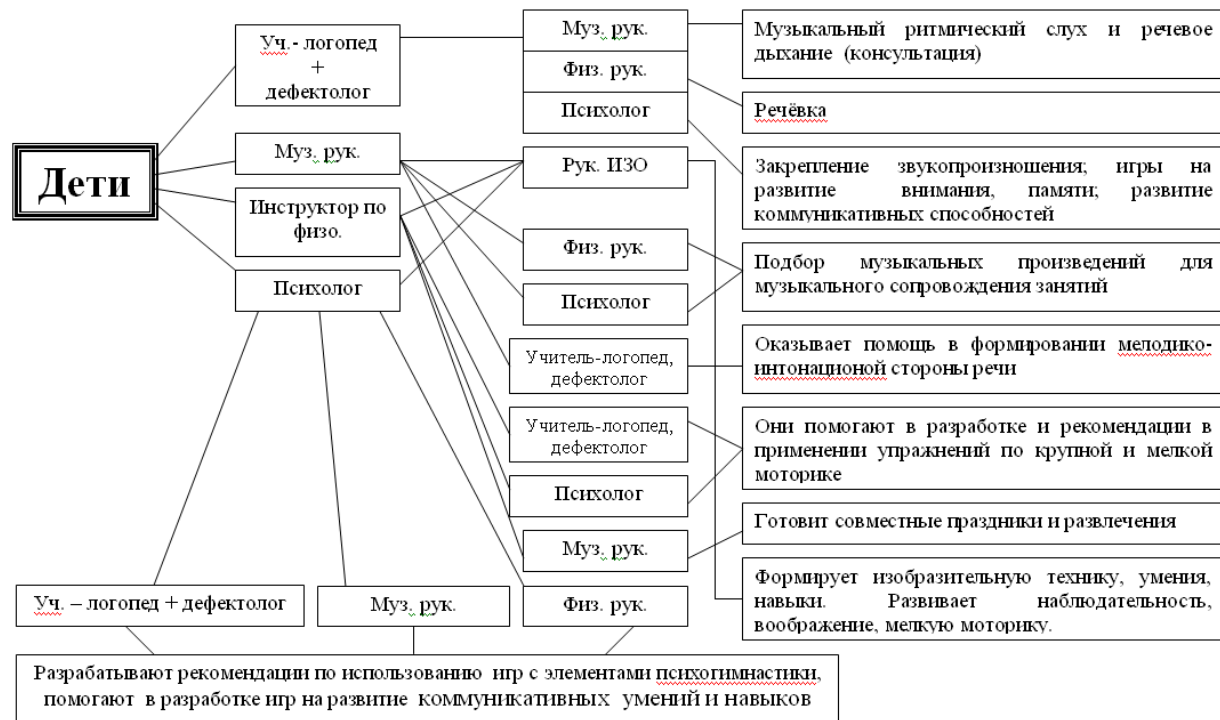 Дети
Уч.- логопед
+
дефектолог
Муз. рук.
Инструктор по
физо.
Психолог
Муз. рук.
Физ. рук.
Психолог
Рук. ИЗО
Физ. рук.
Психолог
Учитель-логопед,
дефектолог
Учитель-логопед,
дефектолог
Психолог
Муз. рук.
Музыкальный ритмический слух и речевое
дыхание (консультация)
Речёвка
Закрепление звукопроизношения; игры на
развитие внимания, памяти; развитие
коммуникативных способностей
Подбор музыкальных произведений для
музыкального сопровождения занятий
Оказывает помощь в формировании мелодико-
интонационой стороны речи
Они помогают в разработке и рекомендации в
применении упражнений по крупной и мелкой
моторике
Готовит совместные праздники и развлечения
Формирует изобразительную технику, умения,
навыки. Развивает наблюдательность,
воображение, мелкую моторику.
Уч. – логопед + дефектолог
Муз. рук.
Физ. рук.
Разрабатывают рекомендации по использованию игр с элементами психогимнастики,
помогают в разработке игр на развитие коммуникативных умений и навыков